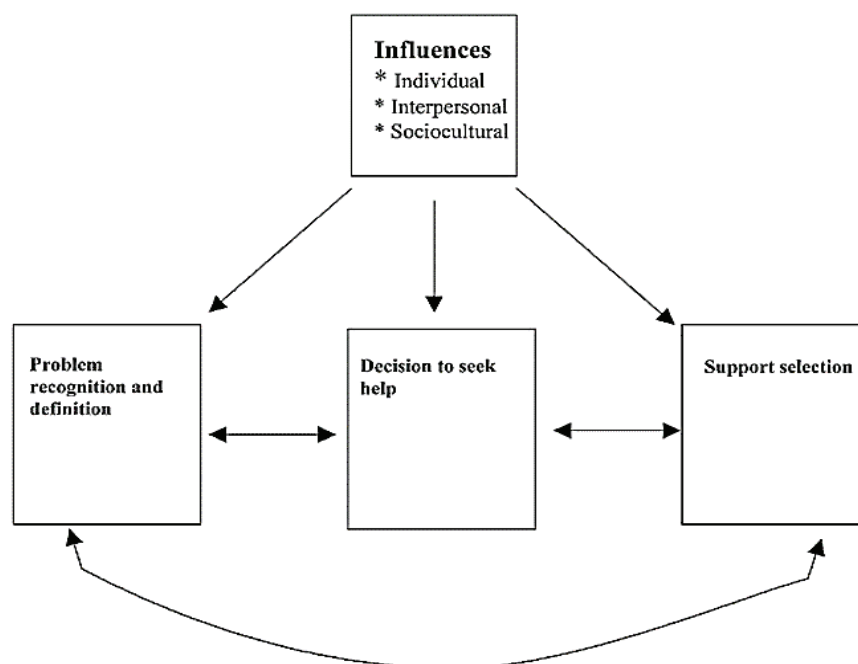 Influences
* Individual
* Interpersonal
* Sociocultural
Problem
recognition and
definition
Decision to seek
help
Support selection